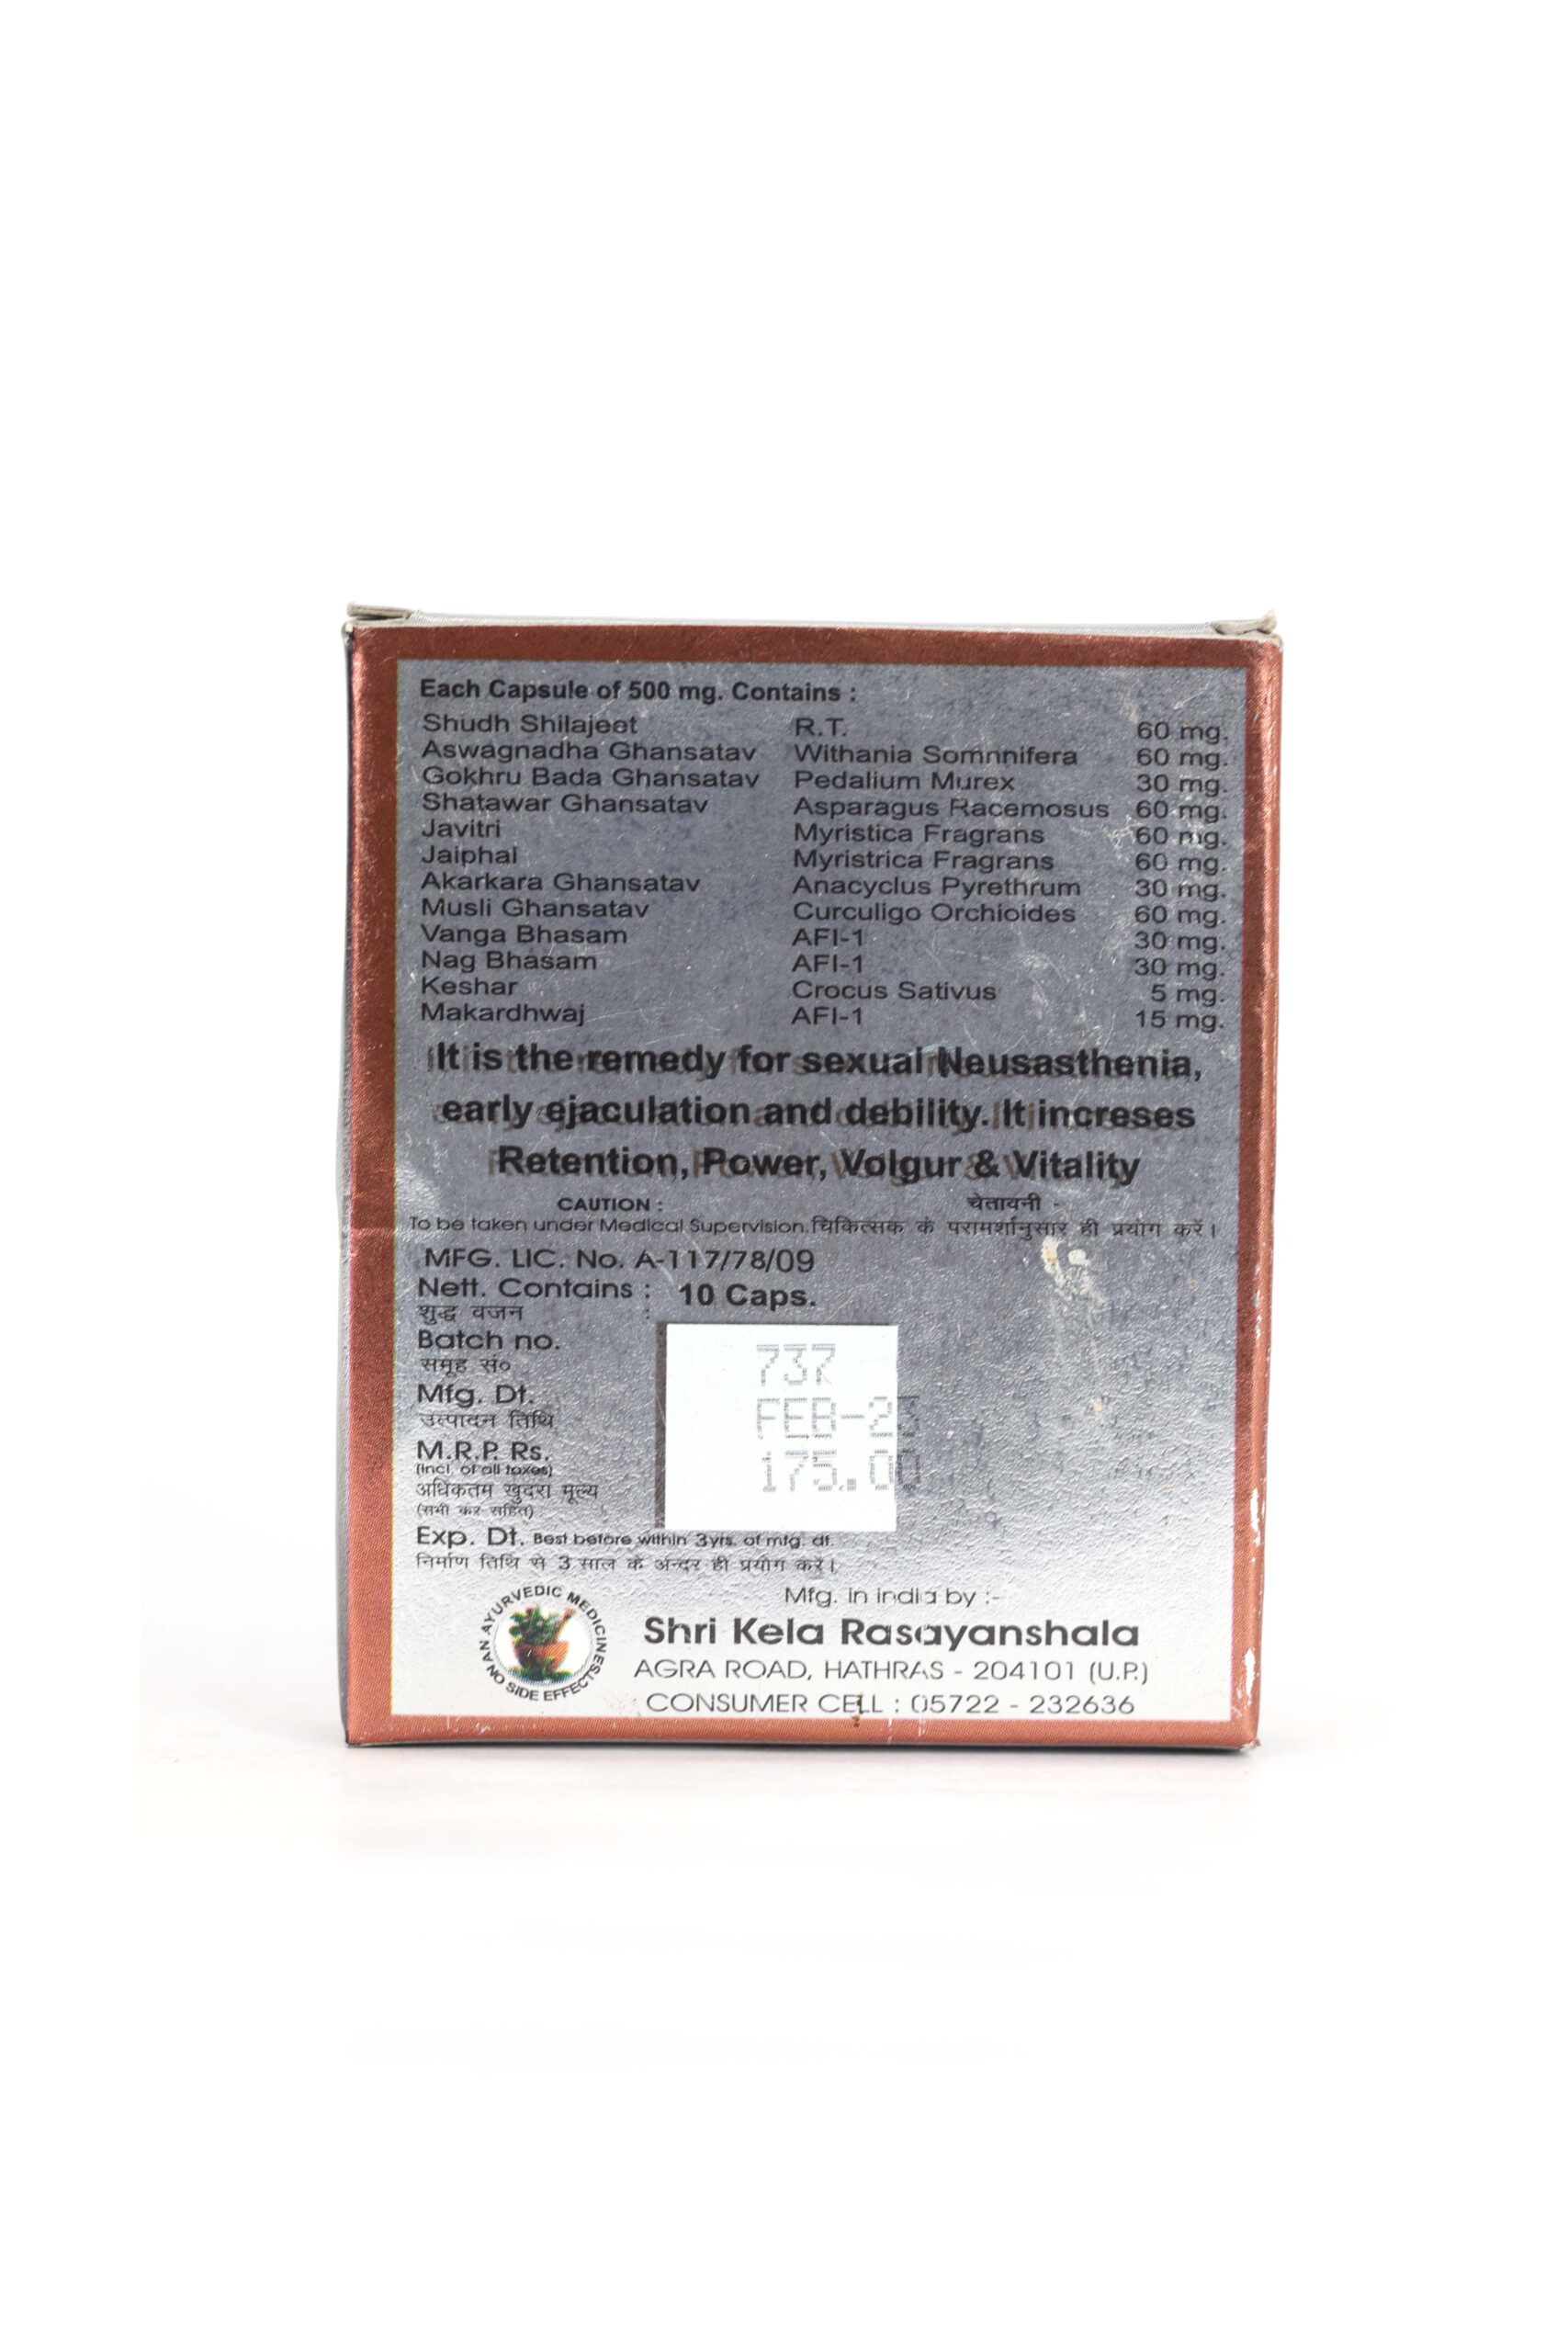 Each Capsule of 500 mg. Contains :
Shudh Shilajeet R.T. 60 mg.
Aswagnadha Ghansatav Withania Somnnifera 60 mg.
Gokhru Bada Ghansatav Pedalium Murex 30 mg.
Shatawar Ghansatav Asparagus Racemosus 60 mg.
Javitri Myristica Fragrans 60 mg.
Jaiphal Myristrica Fragrans 60 mg.
Akarkara Ghansatav Anacyclus Pyrethrum 30 mg.
Musli Ghansatav Curculigo Orchioides 60 mg.
Vanga Bhasam AFI-1 30 mg.
Nag Bhasam AFI-1 30 mg.
Keshar Crocus Sativus 5 mg.
Makardhwaj AFI-1 15 mg.
It is the remedy for sexual Neusasthenia,
early ejaculation and debility. It increses
Retention, Power, Volgur & Vitality
CAUTION : चेतावनी -
To be taken under Medical Supervision. चिकित्सक के परामर्शानुसार ही प्रयोग करें।
MFG. LIC. No. A-117/78/09
Nett. Contains : 10 Caps.
शुद्ध वजन :
Batch no. 737
समूह सं०
Mfg. Dt. FEB-23
उत्पादन तिथि
M.R.P. Rs. 175.00
(Incl. of all taxes)
अधिकतम खुदरा मूल्य
(सभी कर सहित)
Exp. Dt. Best before within 3yrs. of mfg. dt.
निर्माण तिथि से 3 साल के अन्दर ही प्रयोग करें।
AN AYURVEDIC MEDICINES
NO SIDE EFFECTS
Mfg. in india by :-
Shri Kela Rasayanshala
AGRA ROAD, HATHRAS - 204101 (U.P.)
CONSUMER CELL : 05722 - 232636